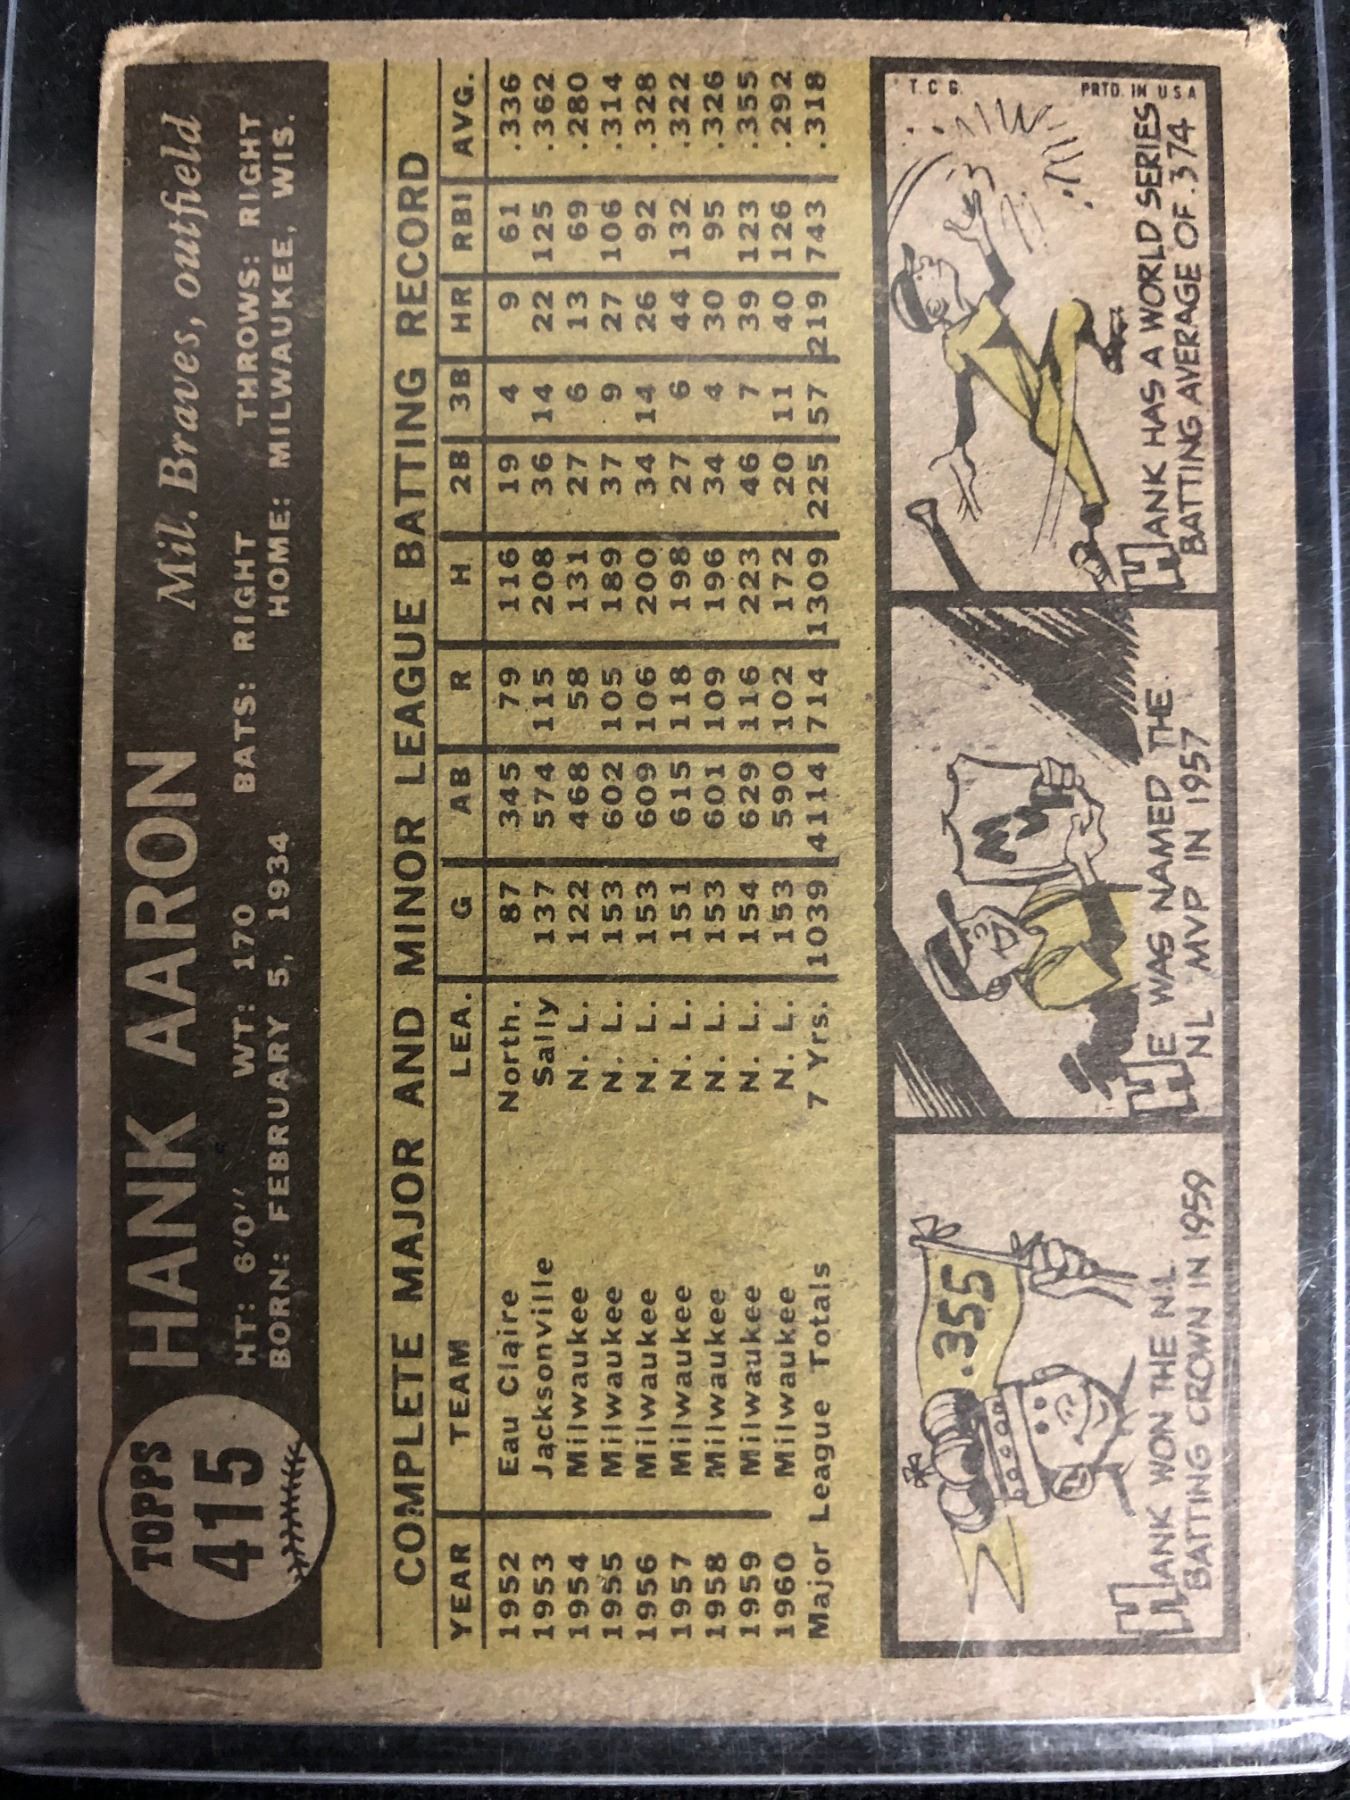 TOPPS
415
HANK AARON Mil. Braves, outfield
HT: 6'0" WT: 170 BATS: RIGHT THROWS: RIGHT
BORN: FEBRUARY 5, 1934 HOME: MILWAUKEE, WIS.
COMPLETE MAJOR AND MINOR LEAGUE BATTING RECORD
YEAR TEAM LEA. G AB R H 2B 3B HR RBI AVG.
1952 Eau Claire North. 87 345 79 116 19 4 9 61 .336
1953 Jacksonville Sally 137 574 115 208 36 14 22 125 .362
1954 Milwaukee N. L. 122 468 58 131 27 6 13 69 .280
1955 Milwaukee N. L. 153 602 105 189 37 9 27 106 .314
1956 Milwaukee N. L. 153 609 106 200 34 14 26 92 .328
1957 Milwaukee N. L. 151 615 118 198 27 6 44 132 .322
1958 Milwaukee N. L. 153 601 109 196 34 4 30 95 .326
1959 Milwaukee N. L. 154 629 116 223 46 7 39 123 .355
1960 Milwaukee N. L. 153 590 102 172 20 11 40 126 .292
Major League Totals 7 Yrs. 1039 4114 714 1309 225 57 219 743 .318
.355
HANK WON THE N.L.
BATTING CROWN IN 1959
MVP
HE WAS NAMED THE
NL MVP IN 1957
T.C.G. PRTD. IN USA
HANK HAS A WORLD SERIES
BATTING AVERAGE OF .374